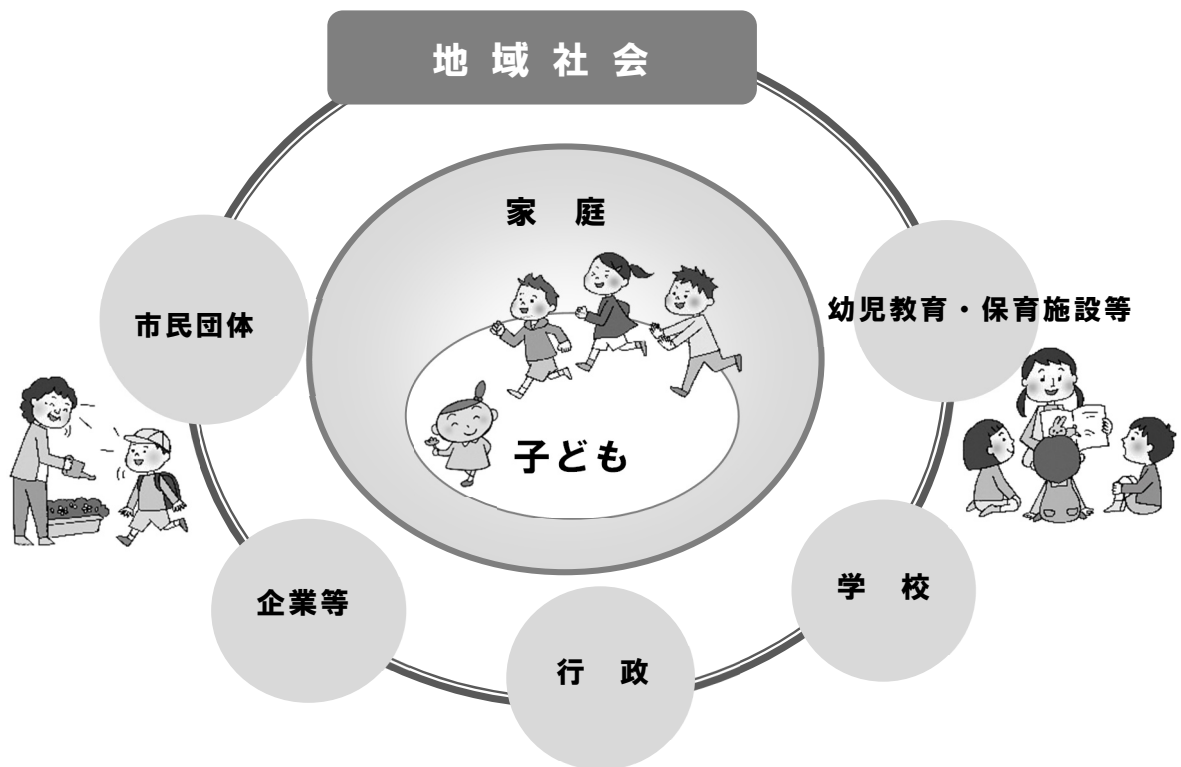 地域社会
家庭
市民団体
幼児教育・保育施設等
子ども
企業等
学校
行政